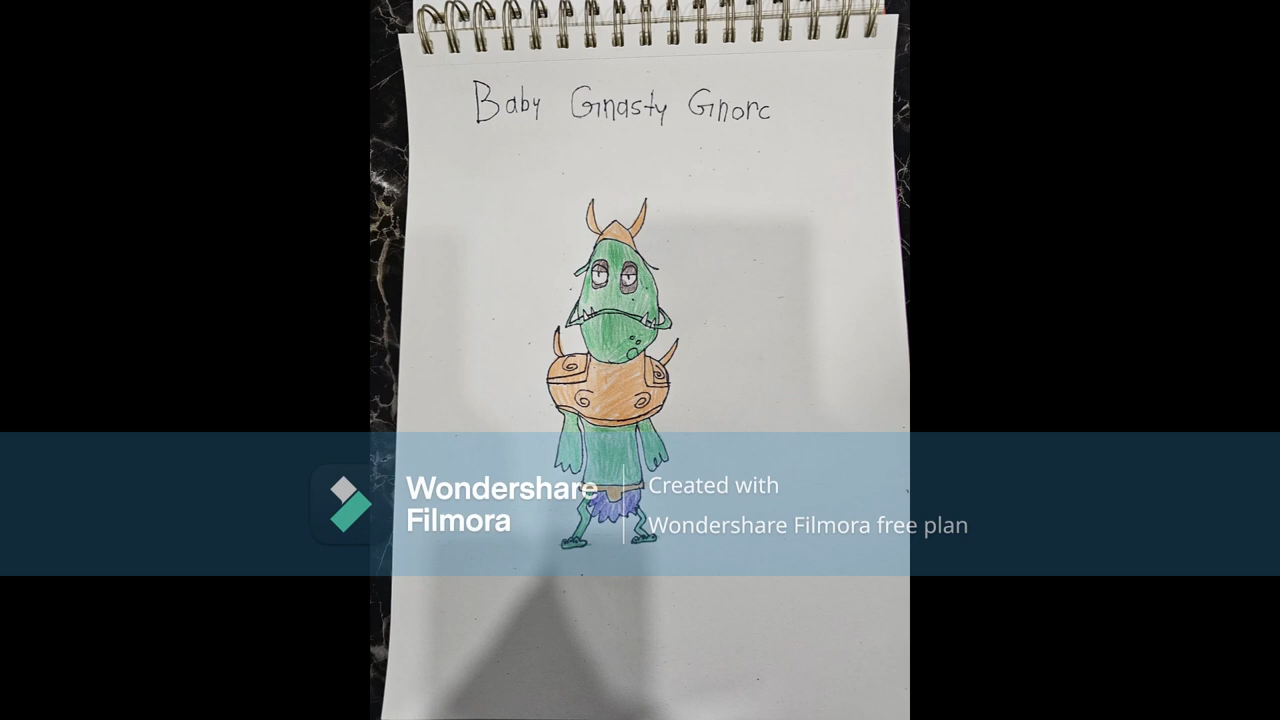 Baby Gnasty Gnorc
Wondershare
Filmora
Created with
Wondershare Filmora free plan